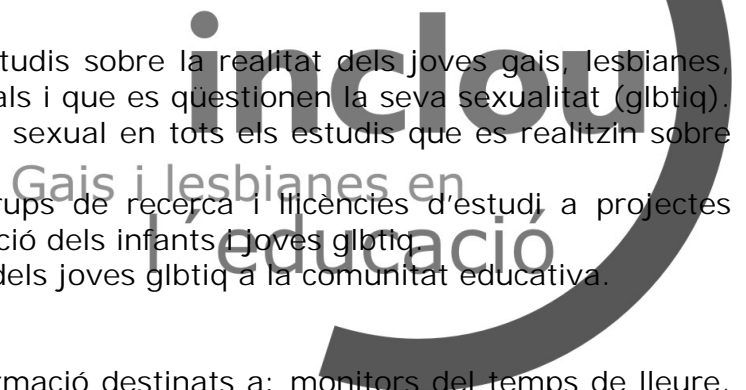 inclou
tudis sobre la realitat dels joves gais, lesbianes,
als i que es qüestionen la seva sexualitat (glbtiq).
sexual en tots els estudis que es realitzin sobre
Gais i lesbianes en
rups de recerca i llicències d'estudi a projectes
ció dels infants i joves glbtiq.
l´educació
dels joves glbtiq a la comunitat educativa.
rmació destinats a: monitors del temps de lleure,